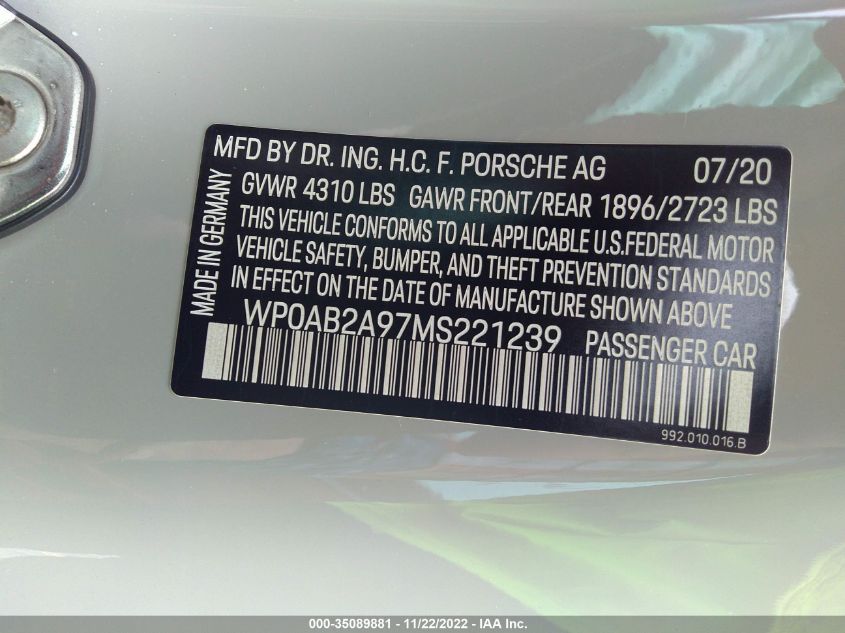 MFD BY DR. ING. H.C. F. PORSCHE AG 07/20
GVWR 4310 LBS GAWR FRONT/REAR 1896/2723 LBS
THIS VEHICLE CONFORMS TO ALL APPLICABLE U.S.FEDERAL MOTOR
VEHICLE SAFETY, BUMPER, AND THEFT PREVENTION STANDARDS
IN EFFECT ON THE DATE OF MANUFACTURE SHOWN ABOVE
WP0AB2A97MS221239 PASSENGER CAR
992.010.016.B
MADE IN GERMANY
000-35089881 - 11/22/2022 - IAA Inc.